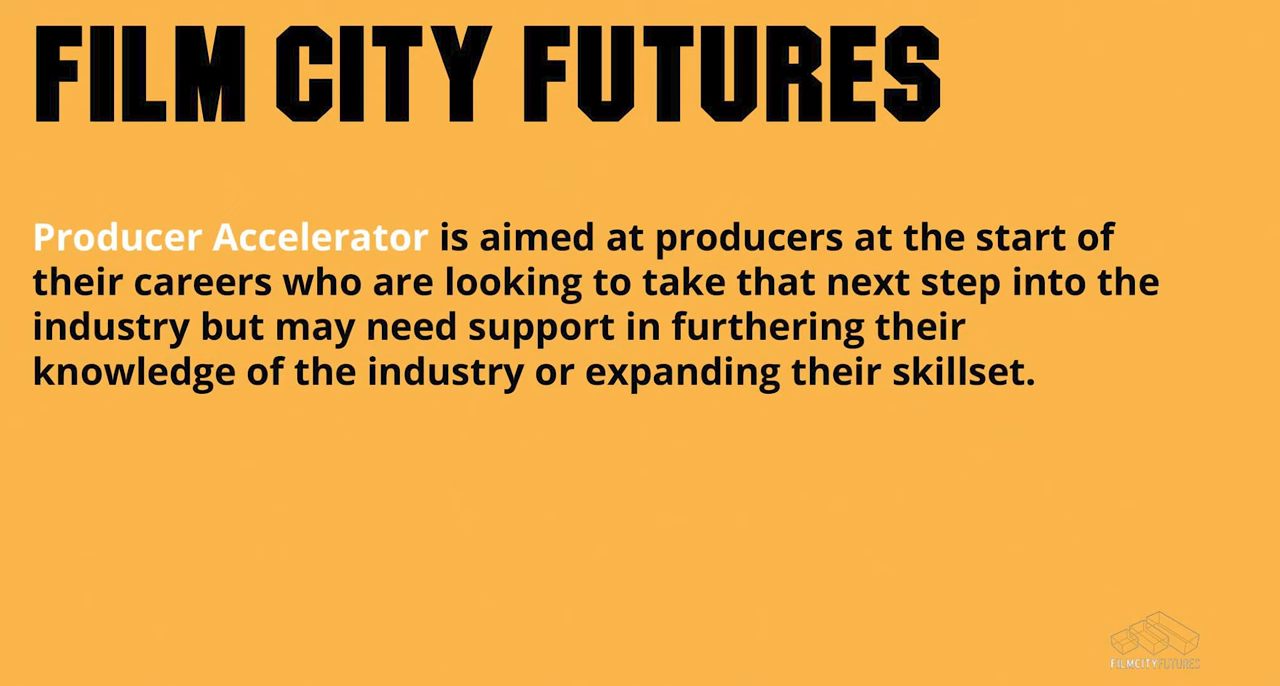 FILM CITY FUTURES
Producer Accelerator is aimed at producers at the start of
their careers who are looking to take that next step into the
industry but may need support in furthering their
knowledge of the industry or expanding their skillset.
FILMCITYFUTURES